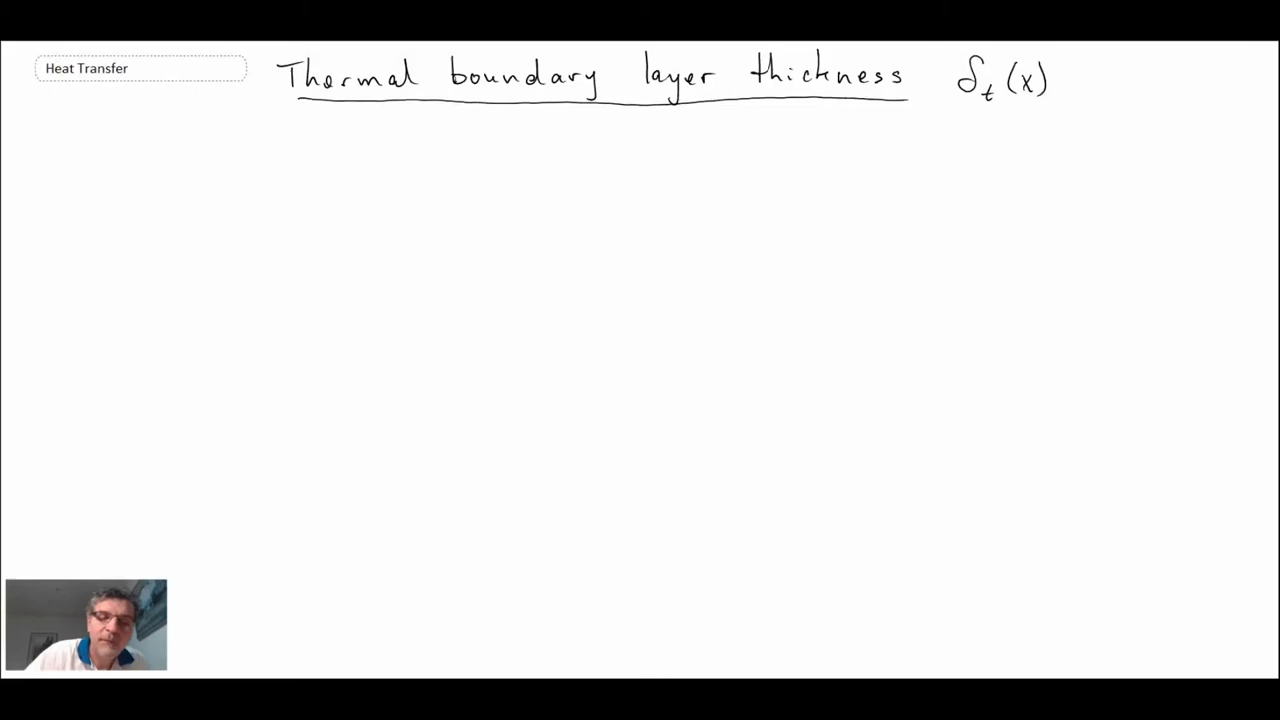 Heat Transfer
Thermal boundary layer thickness δₜ(x)